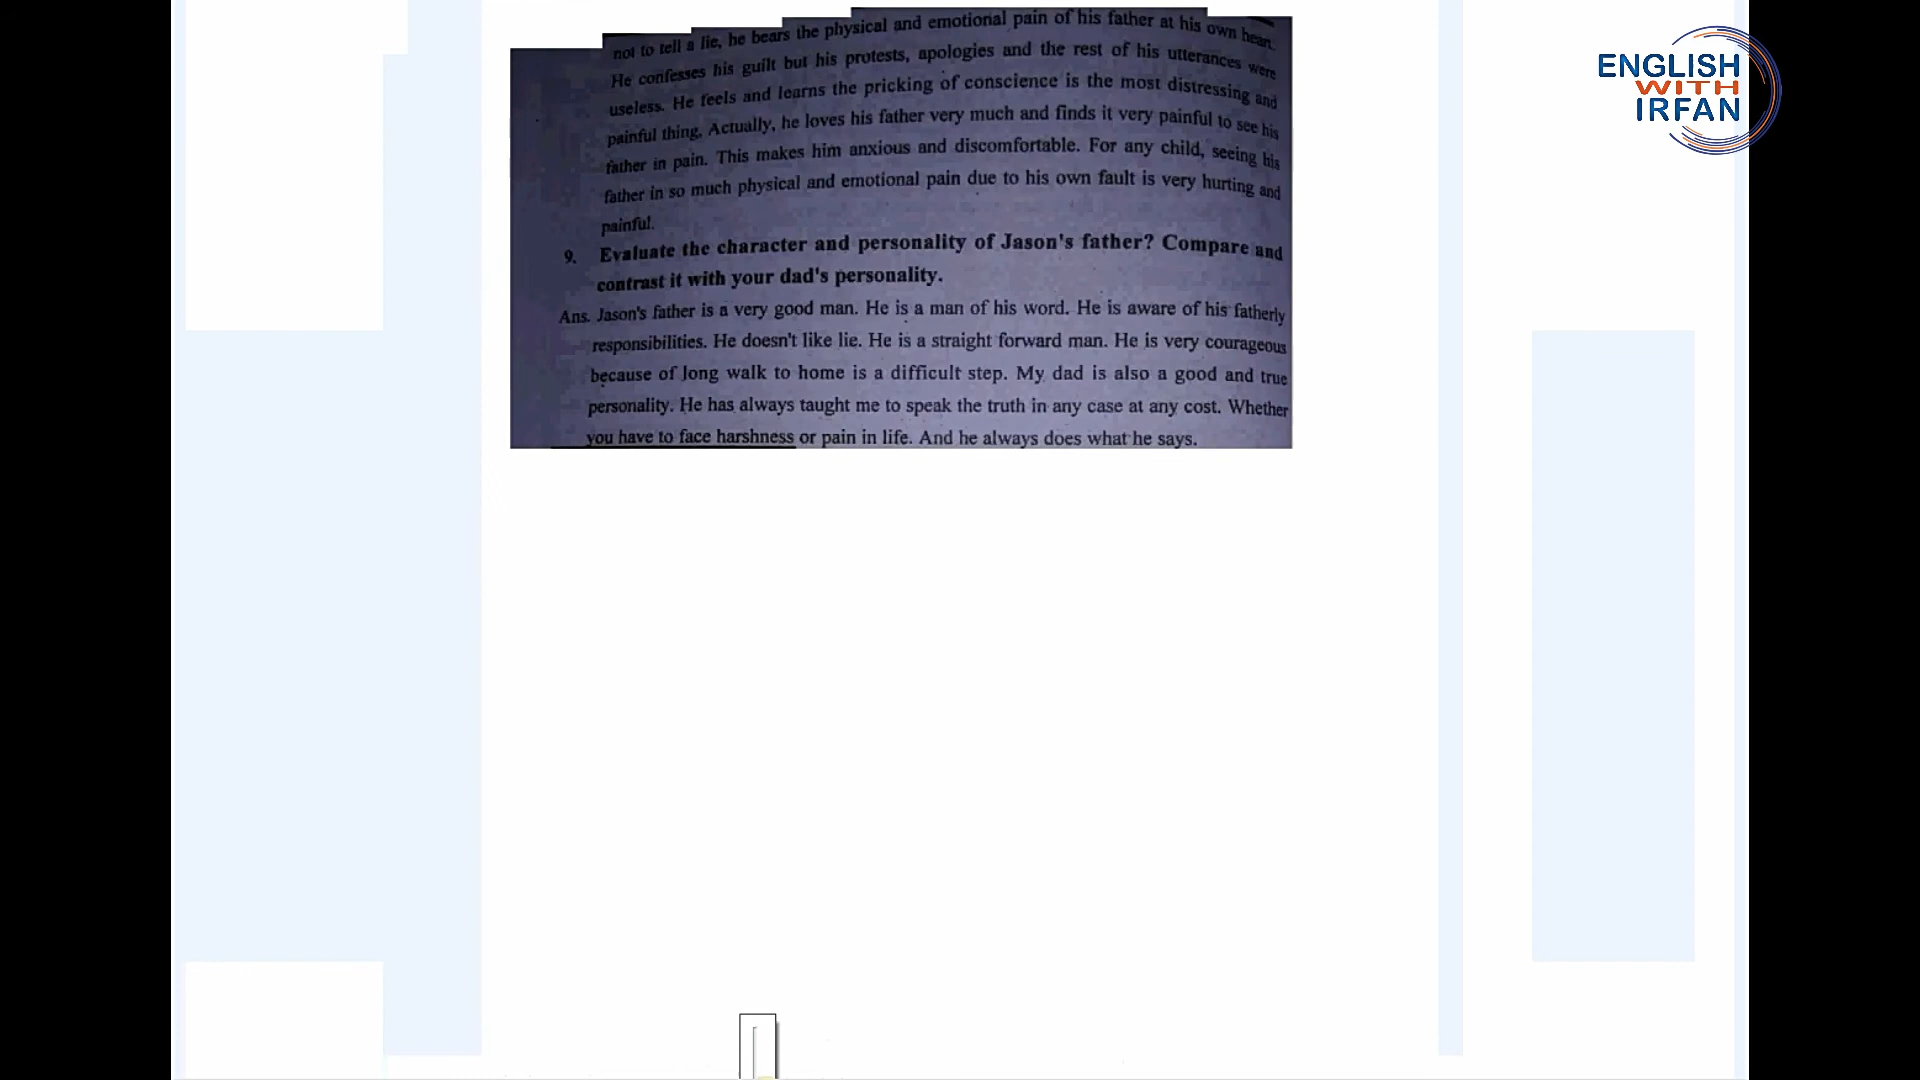 not to tell a lie, he bears the physical and emotional pain of his father at his own heart.
He confesses his guilt but his protests, apologies and the rest of his utterances were
useless. He feels and learns the pricking of conscience is the most distressing and
painful thing. Actually, he loves his father very much and finds it very painful to see his
father in pain. This makes him anxious and discomfortable. For any child, seeing his
father in so much physical and emotional pain due to his own fault is very hurting and
painful.
9. Evaluate the character and personality of Jason's father? Compare and
contrast it with your dad's personality.
Ans. Jason's father is a very good man. He is a man of his word. He is aware of his fatherly
responsibilities. He doesn't like lie. He is a straight forward man. He is very courageous
because of long walk to home is a difficult step. My dad is also a good and true
personality. He has always taught me to speak the truth in any case at any cost. Whether
you have to face harshness or pain in life. And he always does what he says.
ENGLISH
WITH
IRFAN